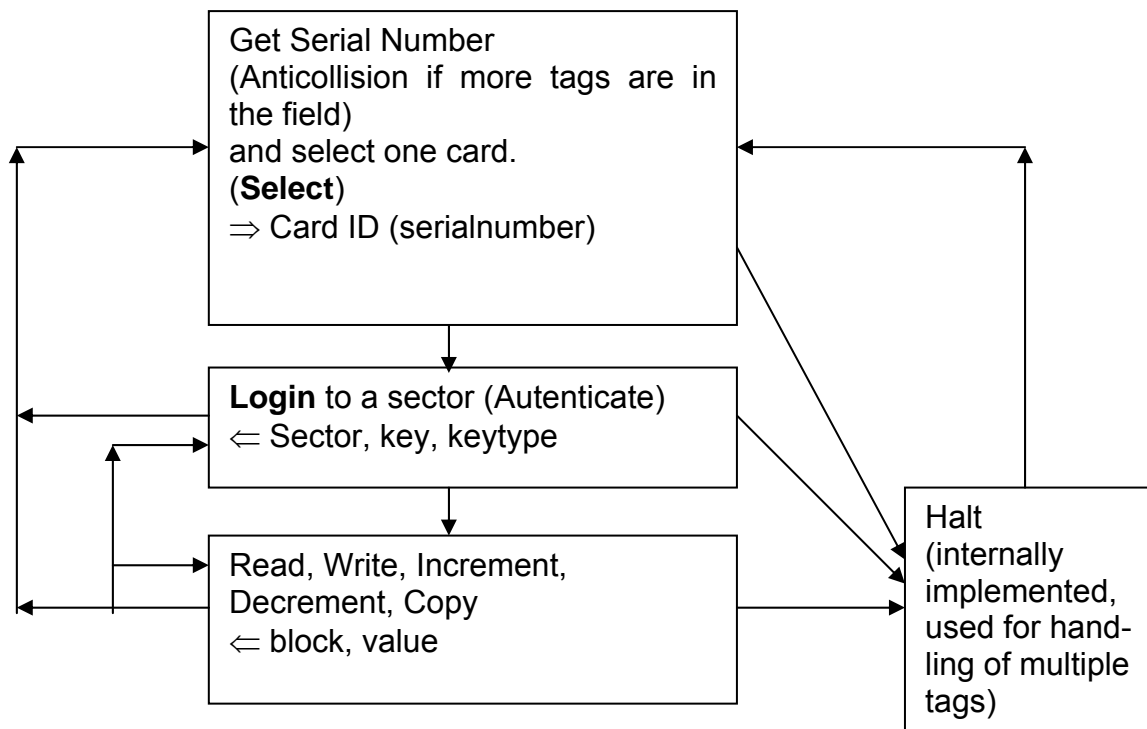 Get Serial Number
(Anticollision if more tags are in
the field)
and select one card.
(Select)
⇒ Card ID (serialnumber)
Login to a sector (Autenticate)
⇐ Sector, key, keytype
Read, Write, Increment,
Decrement, Copy
⇐ block, value
Halt
(internally
implemented,
used for hand-
ling of multiple
tags)